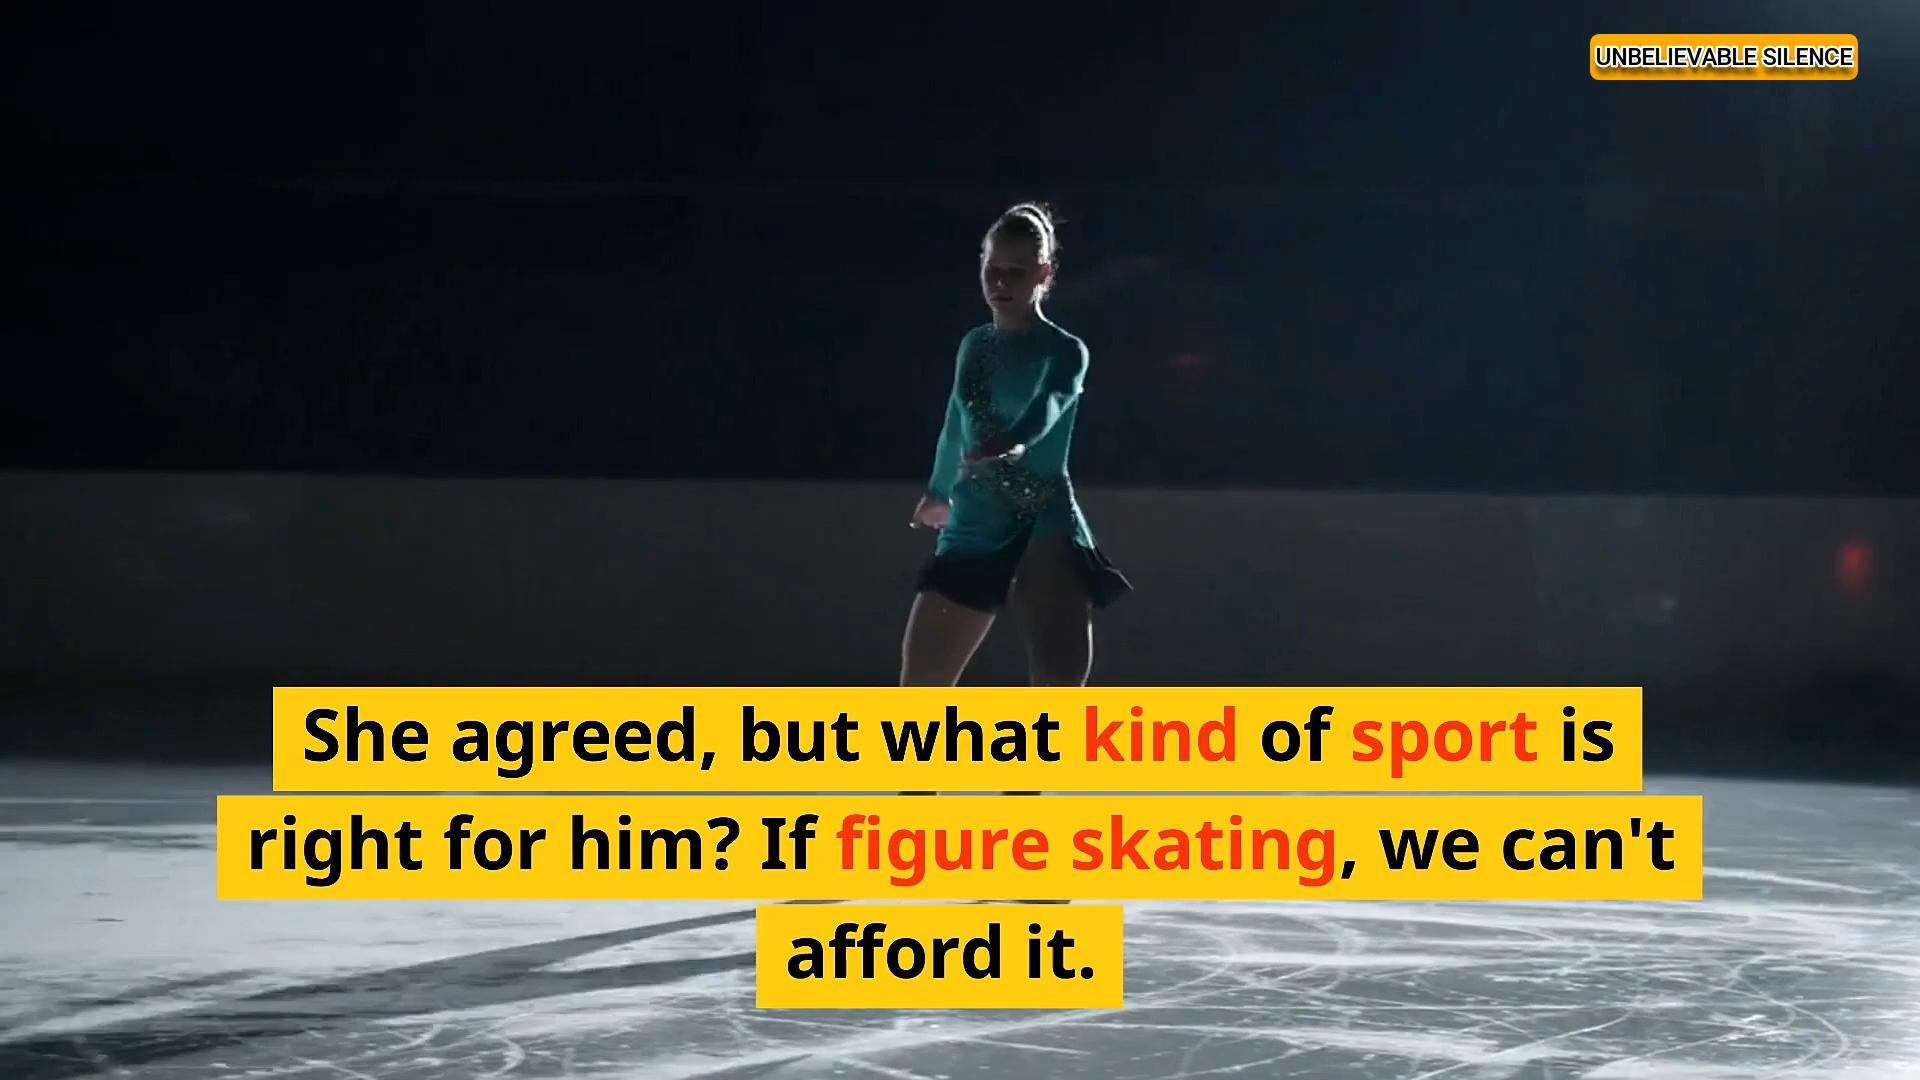 UNBELIEVABLE SILENCE
She agreed, but what kind of sport is
right for him? If figure skating, we can't
afford it.